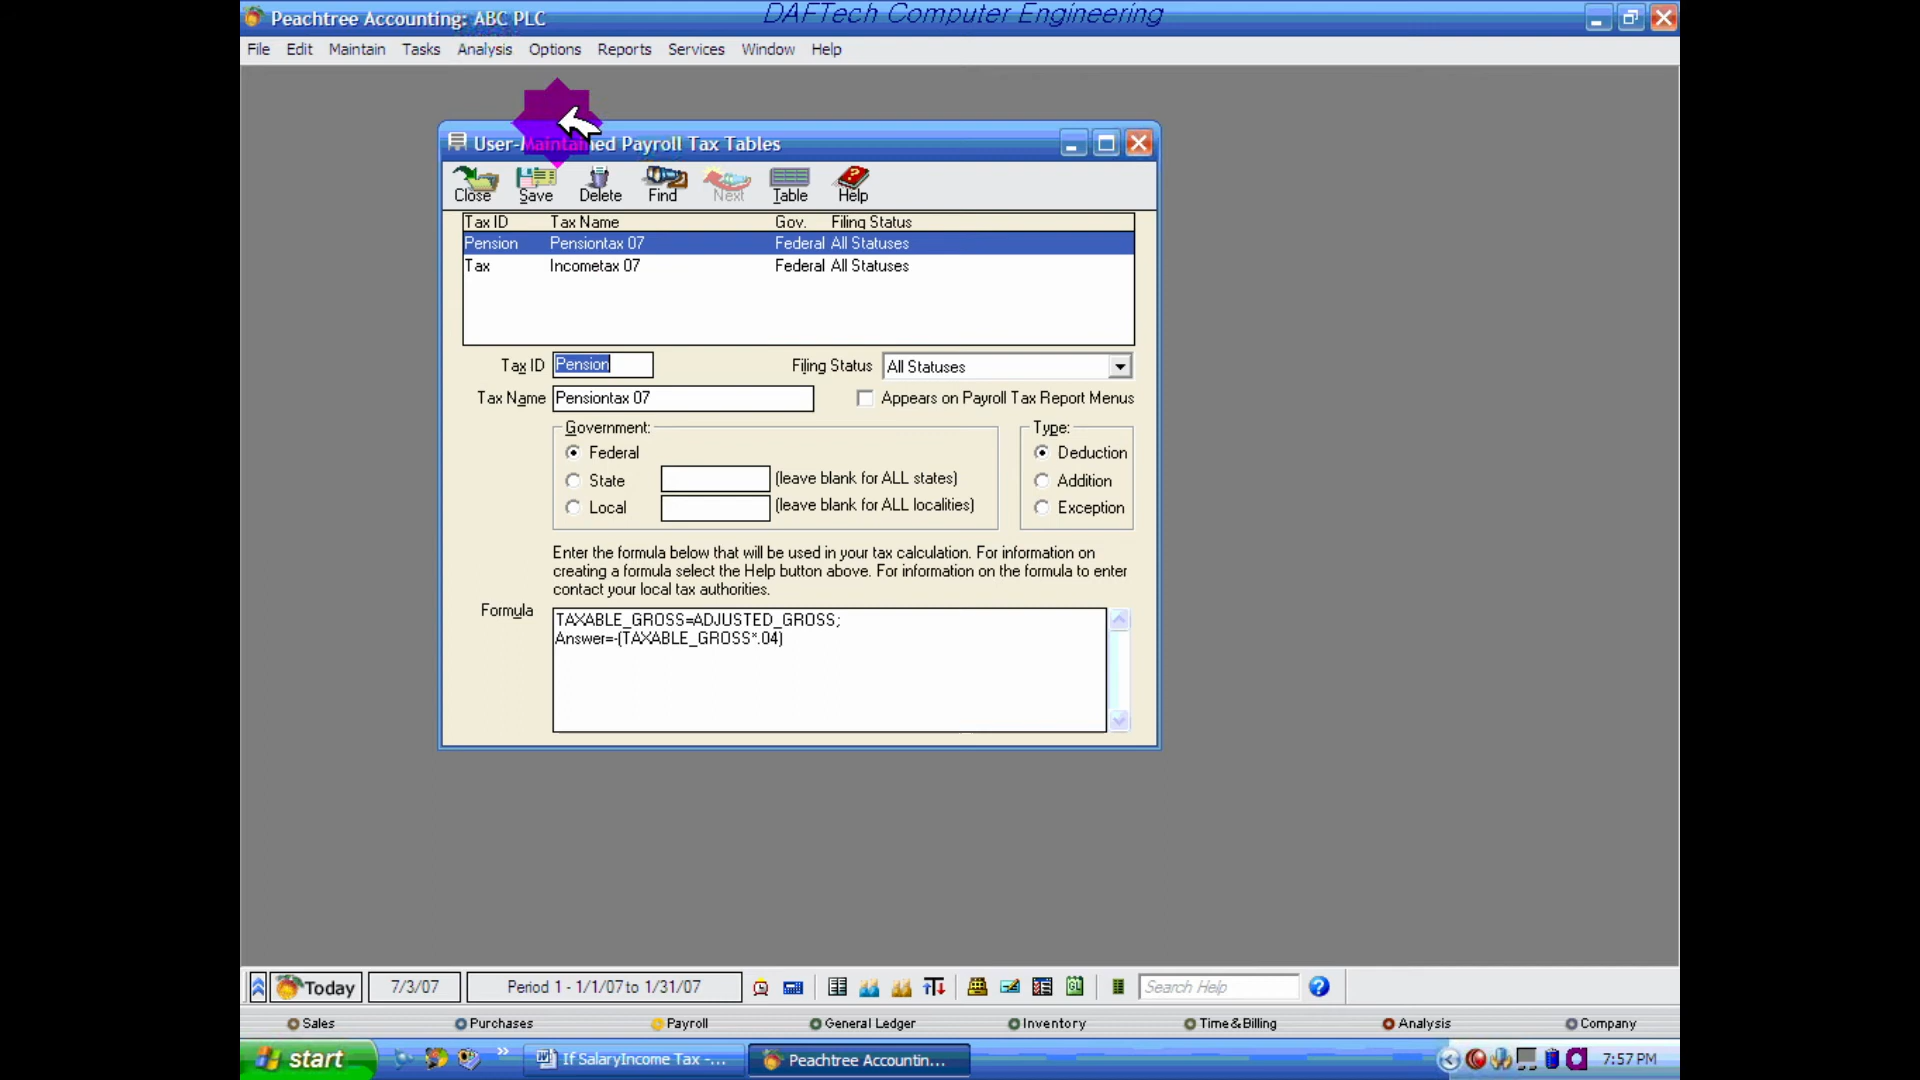 DAFTech Computer Engineering
Peachtree Accounting: ABC PLC
File Edit Maintain Tasks Analysis Options Reports Services Window Help
User-Maintained Payroll Tax Tables
Close Save Delete Find Next Table Help
Tax ID Tax Name Gov. Filing Status
Pension Pensiontax 07 Federal All Statuses
Tax Incometax 07 Federal All Statuses
Tax ID Pension Filing Status All Statuses
Tax Name Pensiontax 07 Appears on Payroll Tax Report Menus
Government: Type:
Federal Deduction
State (leave blank for ALL states) Addition
Local (leave blank for ALL localities) Exception
Enter the formula below that will be used in your tax calculation. For information on
creating a formula select the Help button above. For information on the formula to enter
contact your local tax authorities.
Formula
TAXABLE_GROSS=ADJUSTED_GROSS;
Answer=-(TAXABLE_GROSS*.04)
Today 7/3/07 Period 1 - 1/1/07 to 1/31/07 Search Help
Sales Purchases Payroll General Ledger Inventory Time & Billing Analysis Company
start If SalaryIncome Tax -... Peachtree Accountin... 7:57 PM